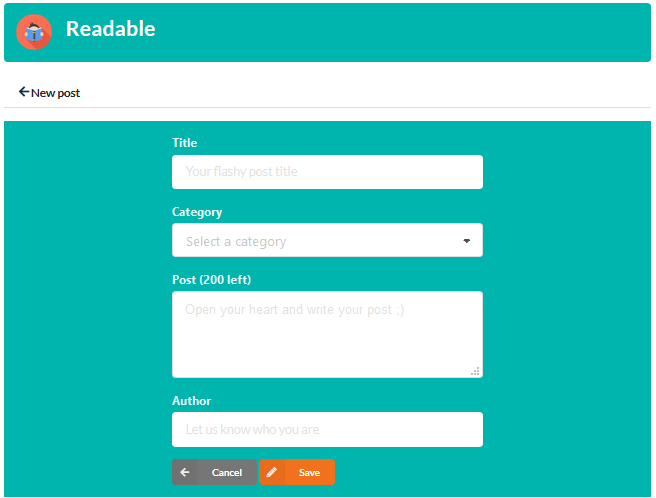 Readable
New post
Title
Your flashy post title
Category
Select a category
Post (200 left)
Open your heart and write your post ;)
Author
Let us know who you are
Cancel Save